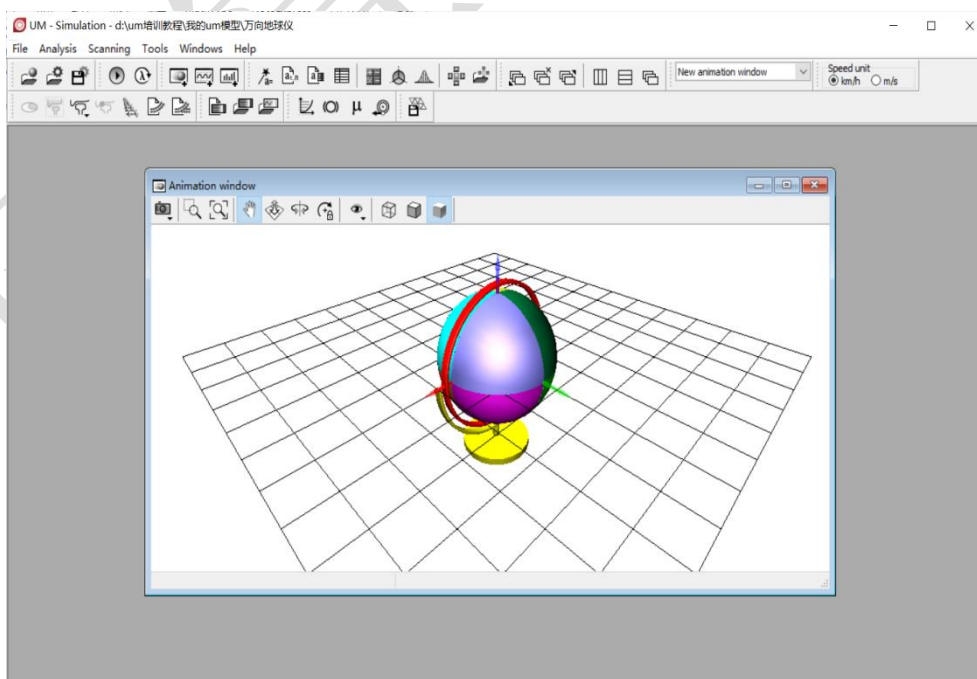 UM - Simulation - d:\um培训教程\我的um模型\万向地球仪
File Analysis Scanning Tools Windows Help
New animation window
Speed unit
km/h m/s
Animation window